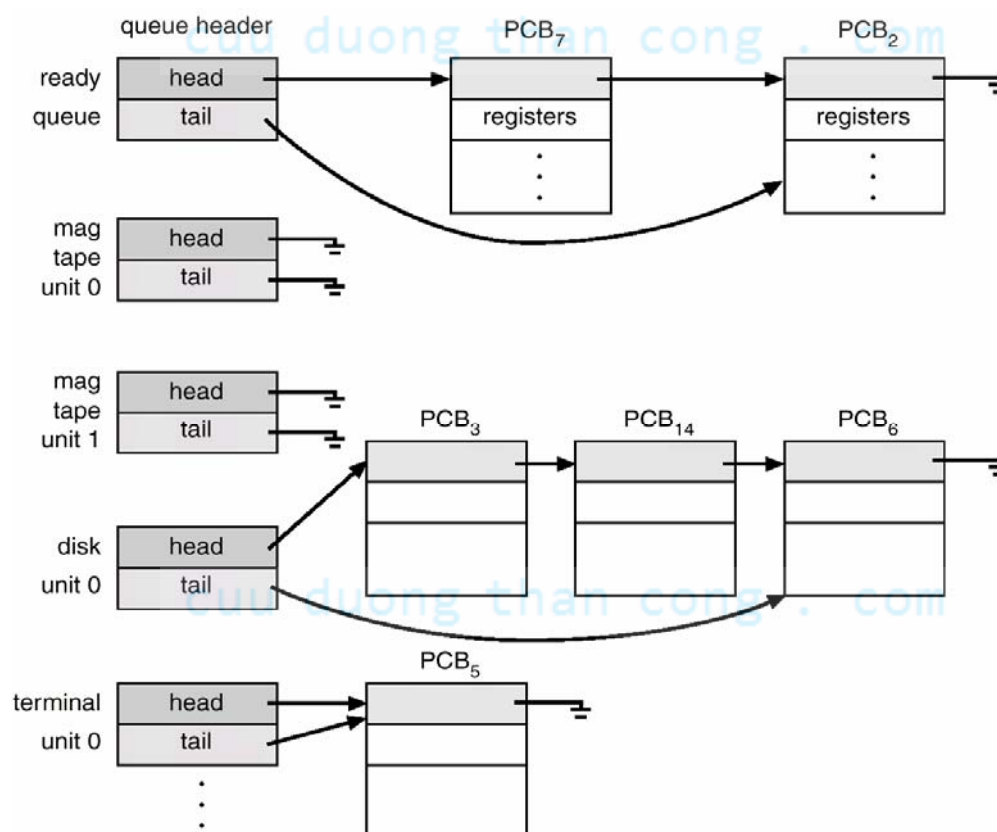 queue header
PCB7
PCB2
cuu duong than cong . com
ready
head
queue
tail
registers
registers
mag
tape
unit 0
head
tail
mag
tape
unit 1
head
tail
PCB3
PCB14
PCB6
disk
head
unit 0
tail
cuu duong than cong . com
PCB5
terminal
head
unit 0
tail